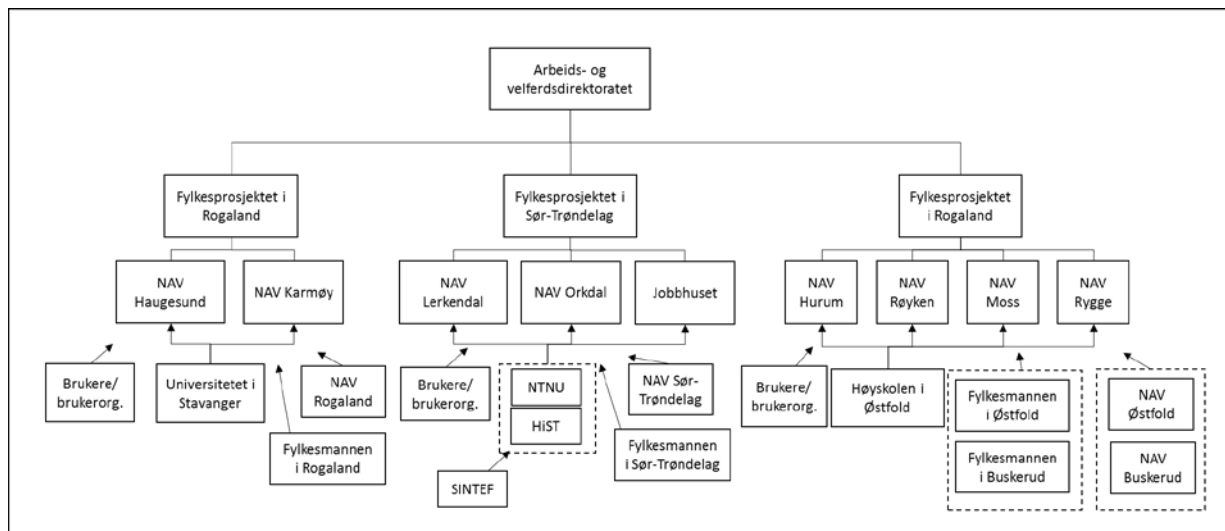 Arbeids- og
velferdsdirektoratet
Fylkesprosjektet i
Rogaland
Fylkesprosjektet i
Sør-Trøndelag
Fylkesprosjektet
i Rogaland
NAV
Haugesund
NAV Karmøy
NAV
Lerkendal
NAV Orkdal
Jobbhuset
NAV
Hurum
NAV
Røyken
NAV
Moss
NAV
Rygge
Brukere/
brukerorg.
Universitetet i
Stavanger
NAV
Rogaland
Fylkesmannen
i Rogaland
Brukere/
brukerorg.
NTNU
HiST
SINTEF
NAV Sør-
Trøndelag
Fylkesmannen
i Sør-Trøndelag
Brukere/
brukerorg.
Høyskolen i
Østfold
Fylkesmannen
i Østfold
Fylkesmannen
i Buskerud
NAV
Østfold
NAV
Buskerud